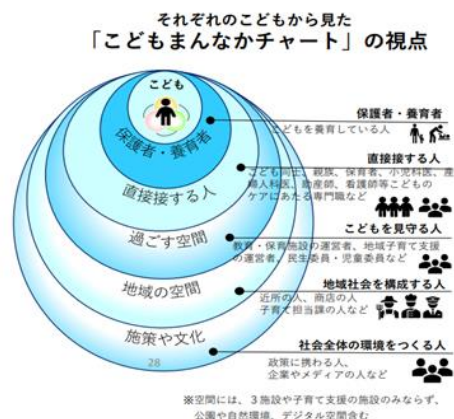 それぞれのこどもから見た
「こどもまんなかチャート」の視点
こども
保護者・養育者
直接接する人
過ごす空間
地域の空間
施策や文化
28
保護者・養育者
こどもを養育している人
直接接する人
こども同士、親族、保育者、小児科医、産
婦人科医、助産師、看護師等こどもの
ケアにあたる専門職など
こどもを見守る人
教育・保育施設の運営者、地域子育て支援
の運営者、民生委員・児童委員など
地域社会を構成する人
近所の人、商店の人
子育て担当課の人など
社会全体の環境をつくる人
政策に携わる人、
企業やメディアの人など
※空間には、３施設や子育て支援の施設のみならず、
公園や自然環境、デジタル空間含む